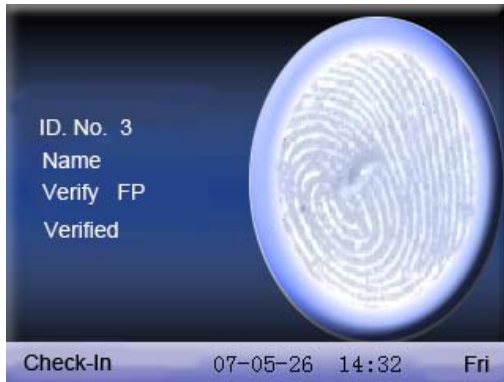 ID. No. 3
Name
Verify FP
Verified
Check-In 07-05-26 14:32 Fri